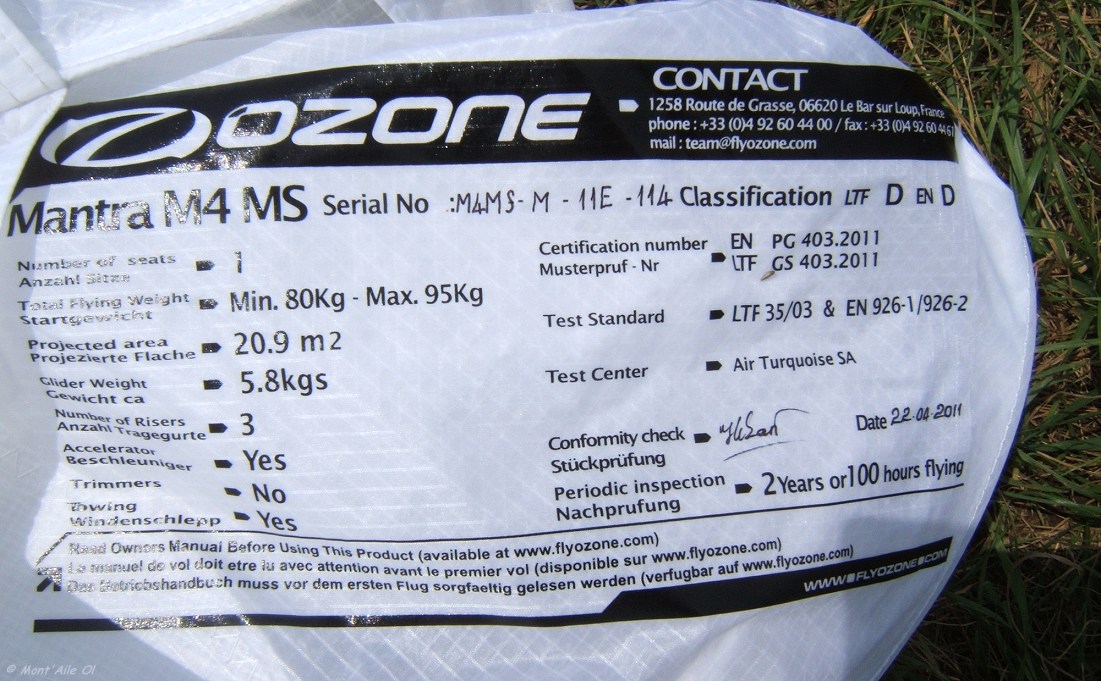 OZONE
CONTACT
1258 Route de Grasse, 06620 Le Bar sur Loup, France
phone : +33 (0)4 92 60 44 00 / fax : +33 (0)4 92 60 44 61
mail : team@flyozone.com
Mantra M4 MS Serial No :M4MS- M - 11E - 114 Classification LTF D EN D
Number of seats
Anzahl Sitze
1
Total Flying Weight
Startgewicht
Min. 80Kg - Max. 95Kg
Projected area
Projezierte Flache
20.9 m2
Glider Weight
Gewicht ca
5.8kgs
Number of Risers
Anzahl Tragegurte
3
Accelerator
Beschleuniger
Yes
Trimmers
No
Towing
Windenschlepp
Yes
Certification number
Musterpruf - Nr
EN PG 403.2011
LTF GS 403.2011
Test Standard LTF 35/03 & EN 926-1/926-2
Test Center Air Turquoise SA
Conformity check
Stückprüfung
Date 22.04.2011
Periodic inspection
Nachprufung
2Years or 100 hours flying
Read Owners Manual Before Using This Product (available at www.flyozone.com)
Le manuel de vol doit etre lu avec attention avant le premier vol (disponible sur www.flyozone.com)
Das Betriebshandbuch muss vor dem ersten Flug sorgfaeltig gelesen werden (verfugbar auf www.flyozone.com)
WWW.FLYOZONE.COM
© Mont'Aile Ol